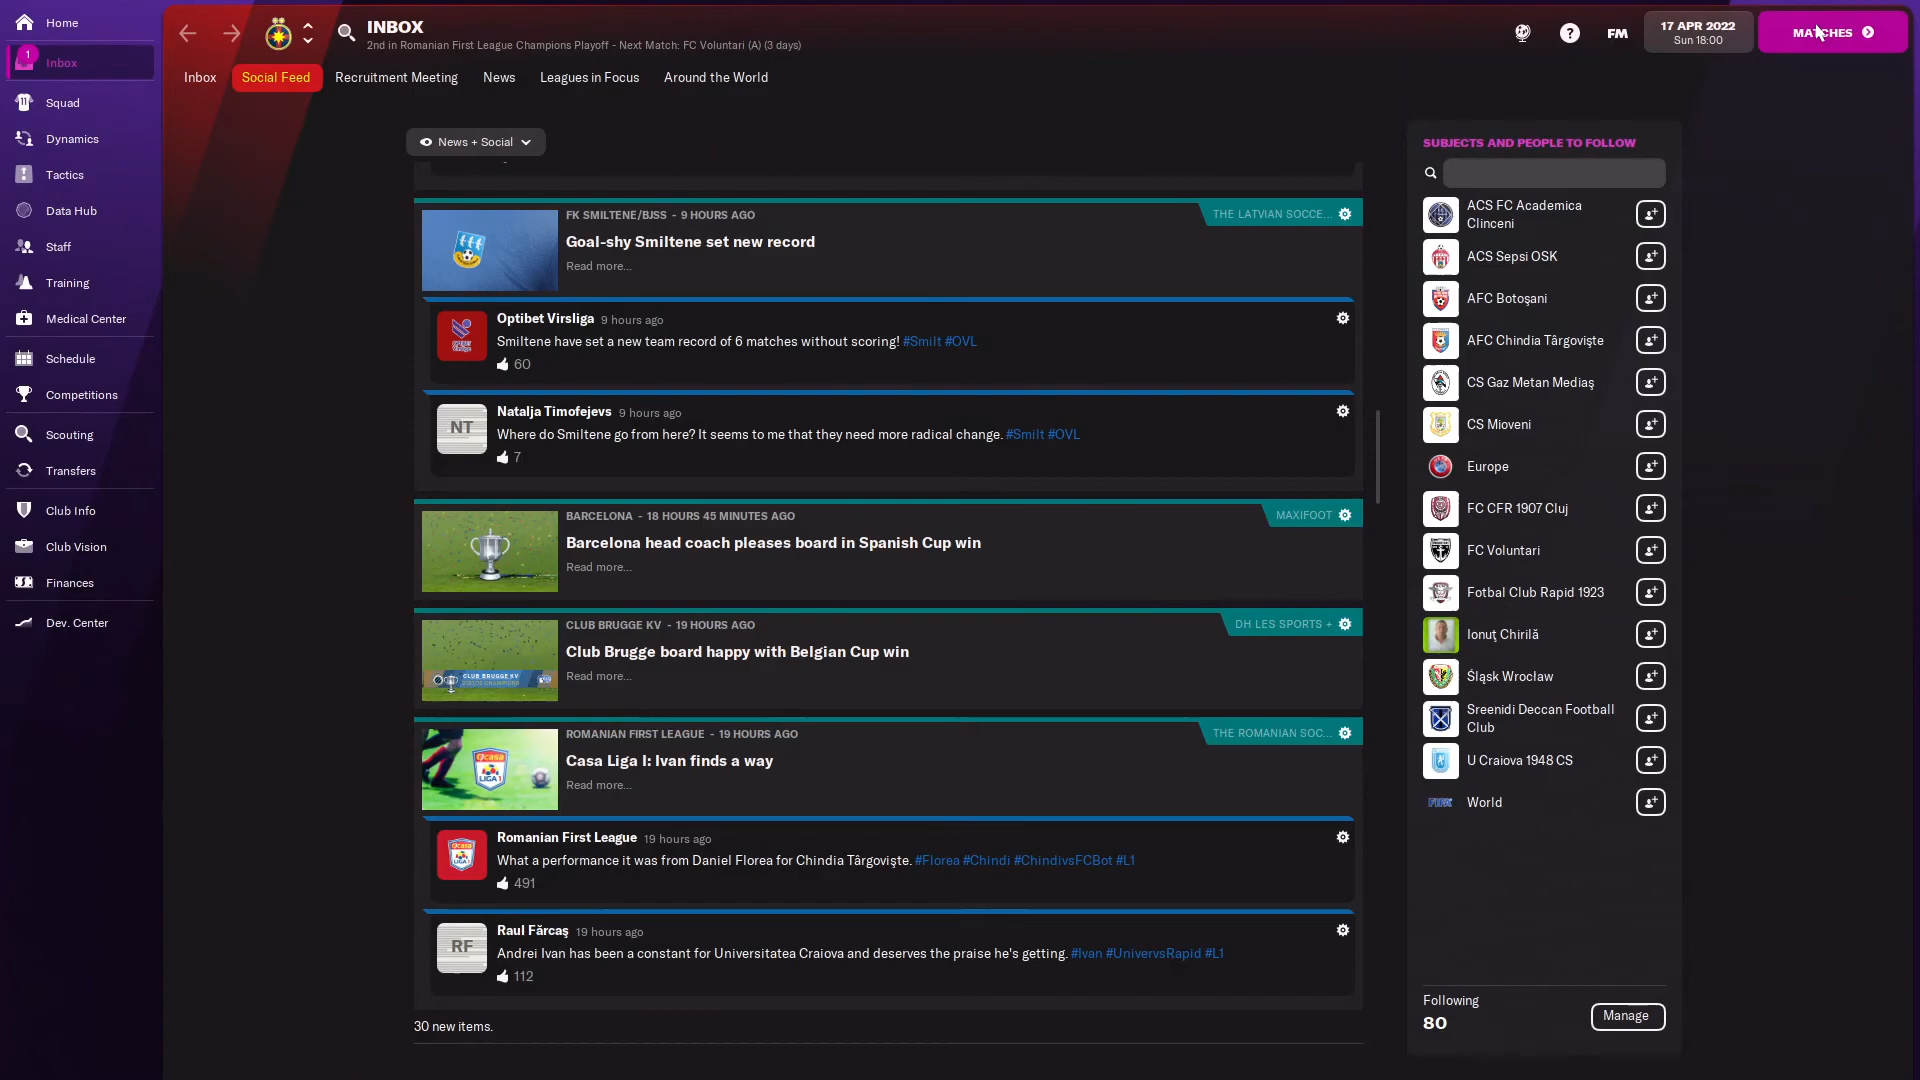 Home
INBOX
2nd in Romanian First League Champions Playoff - Next Match: FC Voluntari (A) (3 days)
FM
17 APR 2022
Sun 18:00
MATCHES
1
Inbox
Squad
Dynamics
Tactics
Data Hub
Staff
Training
Medical Center
Schedule
Competitions
Scouting
Transfers
Club Info
Club Vision
Finances
Dev. Center
Inbox
Social Feed
Recruitment Meeting
News
Leagues in Focus
Around the World
News + Social
FK SMILTENE/BJSS - 9 HOURS AGO
THE LATVIAN SOCCE...
Goal-shy Smiltene set new record
Read more...
Optibet Virsliga 9 hours ago
Smiltene have set a new team record of 6 matches without scoring! #Smilt #OVL
60
NT
Natalja Timofejevs 9 hours ago
Where do Smiltene go from here? It seems to me that they need more radical change. #Smilt #OVL
7
BARCELONA - 18 HOURS 45 MINUTES AGO
MAXIFOOT
Barcelona head coach pleases board in Spanish Cup win
Read more...
CLUB BRUGGE KV - 19 HOURS AGO
DH LES SPORTS +
Club Brugge board happy with Belgian Cup win
Read more...
CLUB BRUGGE KV
ROMANIAN FIRST LEAGUE - 19 HOURS AGO
THE ROMANIAN SOC...
Casa Liga I: Ivan finds a way
Read more...
casa
LIGA 1
Romanian First League 19 hours ago
What a performance it was from Daniel Florea for Chindia Târgovişte. #Florea #Chindi #ChindivsFCBot #L1
491
RF
Raul Fărcaş 19 hours ago
Andrei Ivan has been a constant for Universitatea Craiova and deserves the praise he's getting. #Ivan #UnivervsRapid #L1
112
30 new items.
SUBJECTS AND PEOPLE TO FOLLOW
ACS FC Academica
Clinceni
ACS Sepsi OSK
AFC Botoşani
AFC Chindia Târgovişte
CS Gaz Metan Mediaş
CS Mioveni
Europe
FC CFR 1907 Cluj
FC Voluntari
Fotbal Club Rapid 1923
Ionuţ Chirilă
Śląsk Wrocław
Sreenidi Deccan Football
Club
U Craiova 1948 CS
FIFA
World
Following
80
Manage